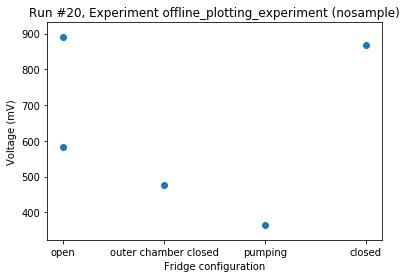 Run #20, Experiment offline_plotting_experiment (nosample)
900
800
700
600
500
400
Voltage (mV)
open
outer chamber closed
pumping
closed
Fridge configuration